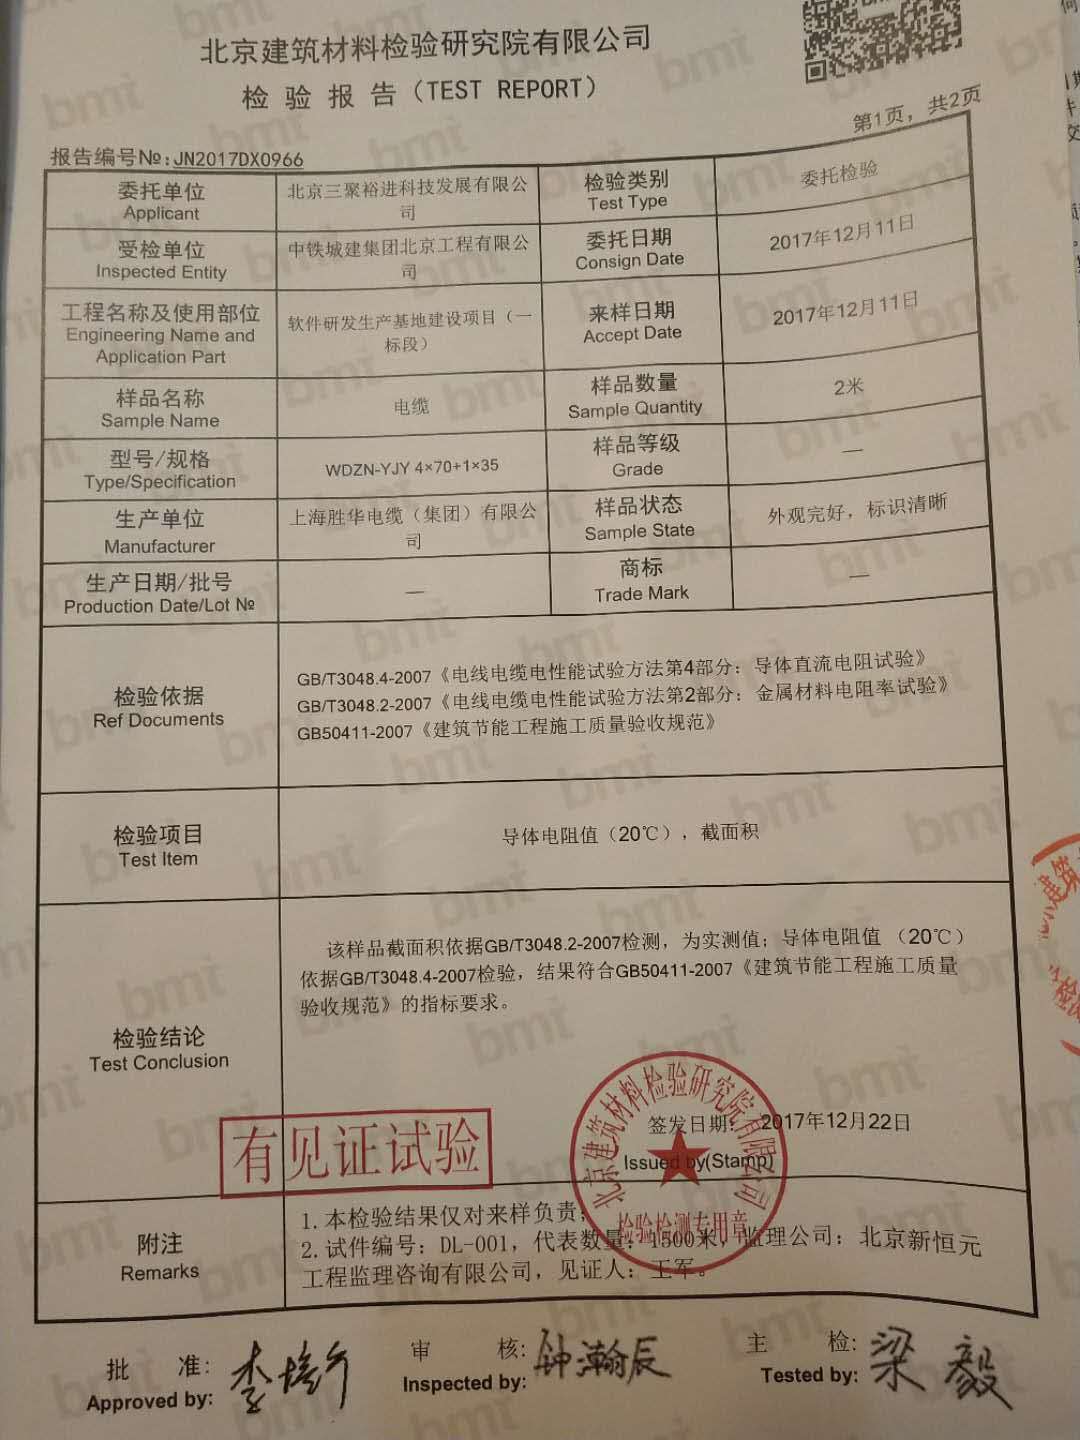 北京建筑材料检验研究院有限公司
检 验 报 告（TEST REPORT）
第1页，共2页
报告编号№:JN2017DX0966
委托单位
Applicant
北京三聚裕进科技发展有限公
司
检验类别
Test Type
委托检验
受检单位
Inspected Entity
中铁城建集团北京工程有限公
司
委托日期
Consign Date
2017年12月11日
工程名称及使用部位
Engineering Name and
Application Part
软件研发生产基地建设项目（一
标段）
来样日期
Accept Date
2017年12月11日
样品名称
Sample Name
电缆
样品数量
Sample Quantity
2米
型号/规格
Type/Specification
WDZN-YJY 4×70+1×35
样品等级
Grade
—
生产单位
Manufacturer
上海胜华电缆（集团）有限公
司
样品状态
Sample State
外观完好，标识清晰
生产日期/批号
Production Date/Lot №
—
商标
Trade Mark
—
检验依据
Ref Documents
GB/T3048.4-2007《电线电缆电性能试验方法第4部分：导体直流电阻试验》
GB/T3048.2-2007《电线电缆电性能试验方法第2部分：金属材料电阻率试验》
GB50411-2007《建筑节能工程施工质量验收规范》
检验项目
Test Item
导体电阻值（20℃），截面积
检验结论
Test Conclusion
该样品截面积依据GB/T3048.2-2007检测，为实测值；导体电阻值 （20℃）
依据GB/T3048.4-2007检验，结果符合GB50411-2007《建筑节能工程施工质量
验收规范》的指标要求。
有见证试验
北京建筑材料检验研究院有限公司
检验检测专用章
签发日期： 2017年12月22日
Issued by(Stamp)
附注
Remarks
1.本检验结果仅对来样负责；
2.试件编号：DL-001，代表数量：1500米，监理公司：北京新恒元
工程监理咨询有限公司，见证人：王军。
批 准:
Approved by:
审 核:
Inspected by:
钟瀚辰
主 检:
Tested by:
梁毅